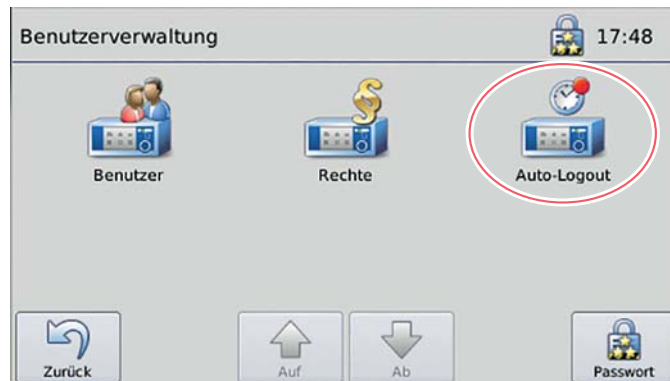 Benutzerverwaltung 17:48
Benutzer Rechte Auto-Logout
Zurück Auf Ab Passwort